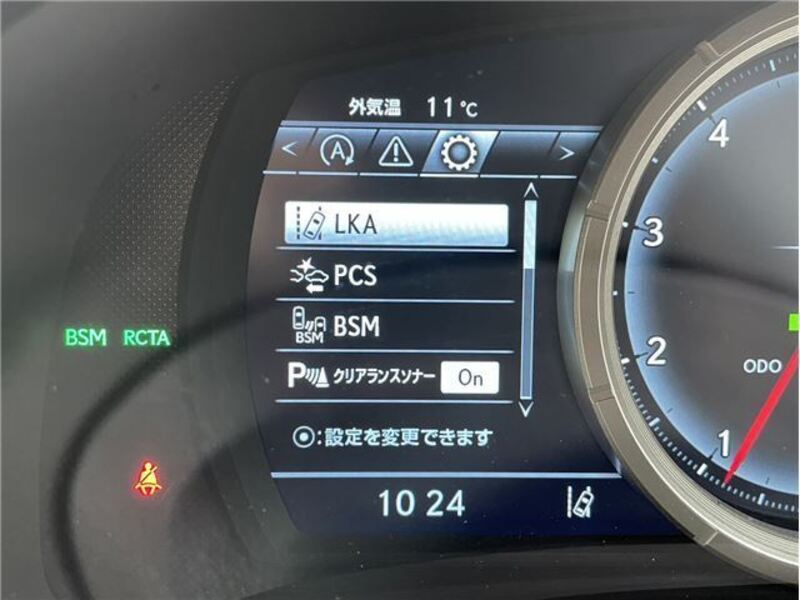 外気温 11℃
< A >
LKA
PCS
BSM BSM
P クリアランスソナー On
◉:設定を変更できます
10 24
BSM RCTA
4
3
2
ODO
1